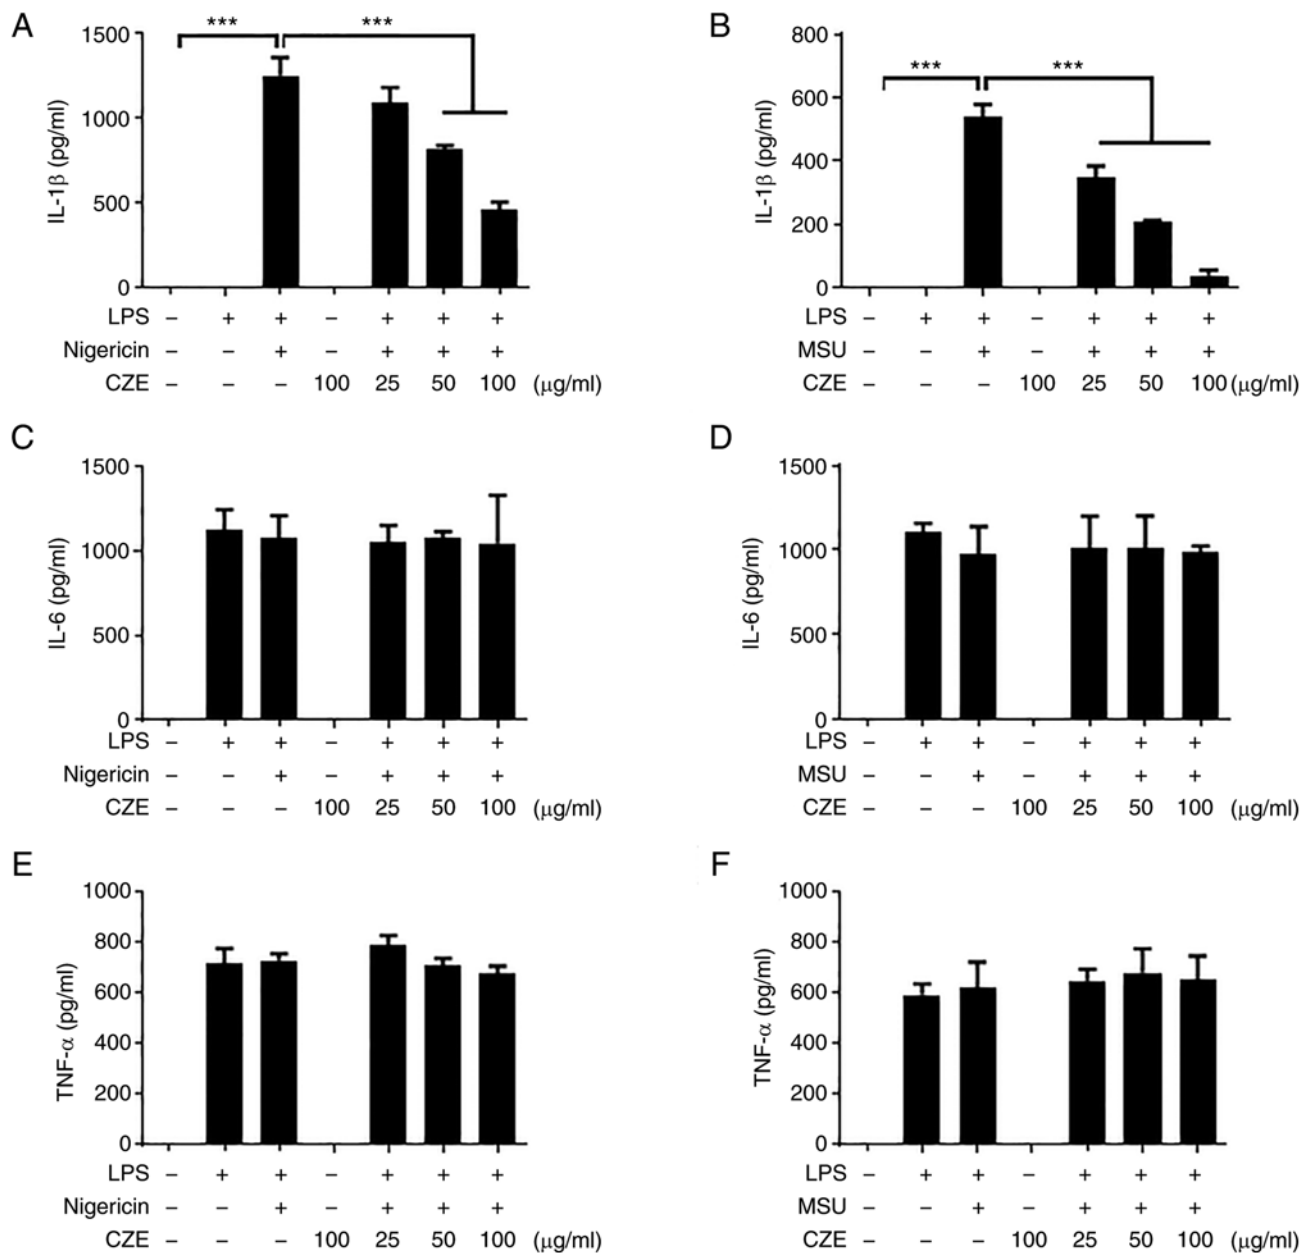 A
***
***
1500
1000
500
0
IL-1β (pg/ml)
LPS – + + – + + +
Nigericin – – + – + + +
CZE – – – 100 25 50 100 (μg/ml)
B
***
***
800
600
400
200
0
IL-1β (pg/ml)
LPS – + + – + + +
MSU – – + – + + +
CZE – – – 100 25 50 100 (μg/ml)
C
1500
1000
500
0
IL-6 (pg/ml)
LPS – + + – + + +
Nigericin – – + – + + +
CZE – – – 100 25 50 100 (μg/ml)
D
1500
1000
500
0
IL-6 (pg/ml)
LPS – + + – + + +
MSU – – + – + + +
CZE – – – 100 25 50 100 (μg/ml)
E
1000
800
600
400
200
0
TNF-α (pg/ml)
LPS – + + – + + +
Nigericin – – + – + + +
CZE – – – 100 25 50 100 (μg/ml)
F
1000
800
600
400
200
0
TNF-α (pg/ml)
LPS – + + – + + +
MSU – – + – + + +
CZE – – – 100 25 50 100 (μg/ml)